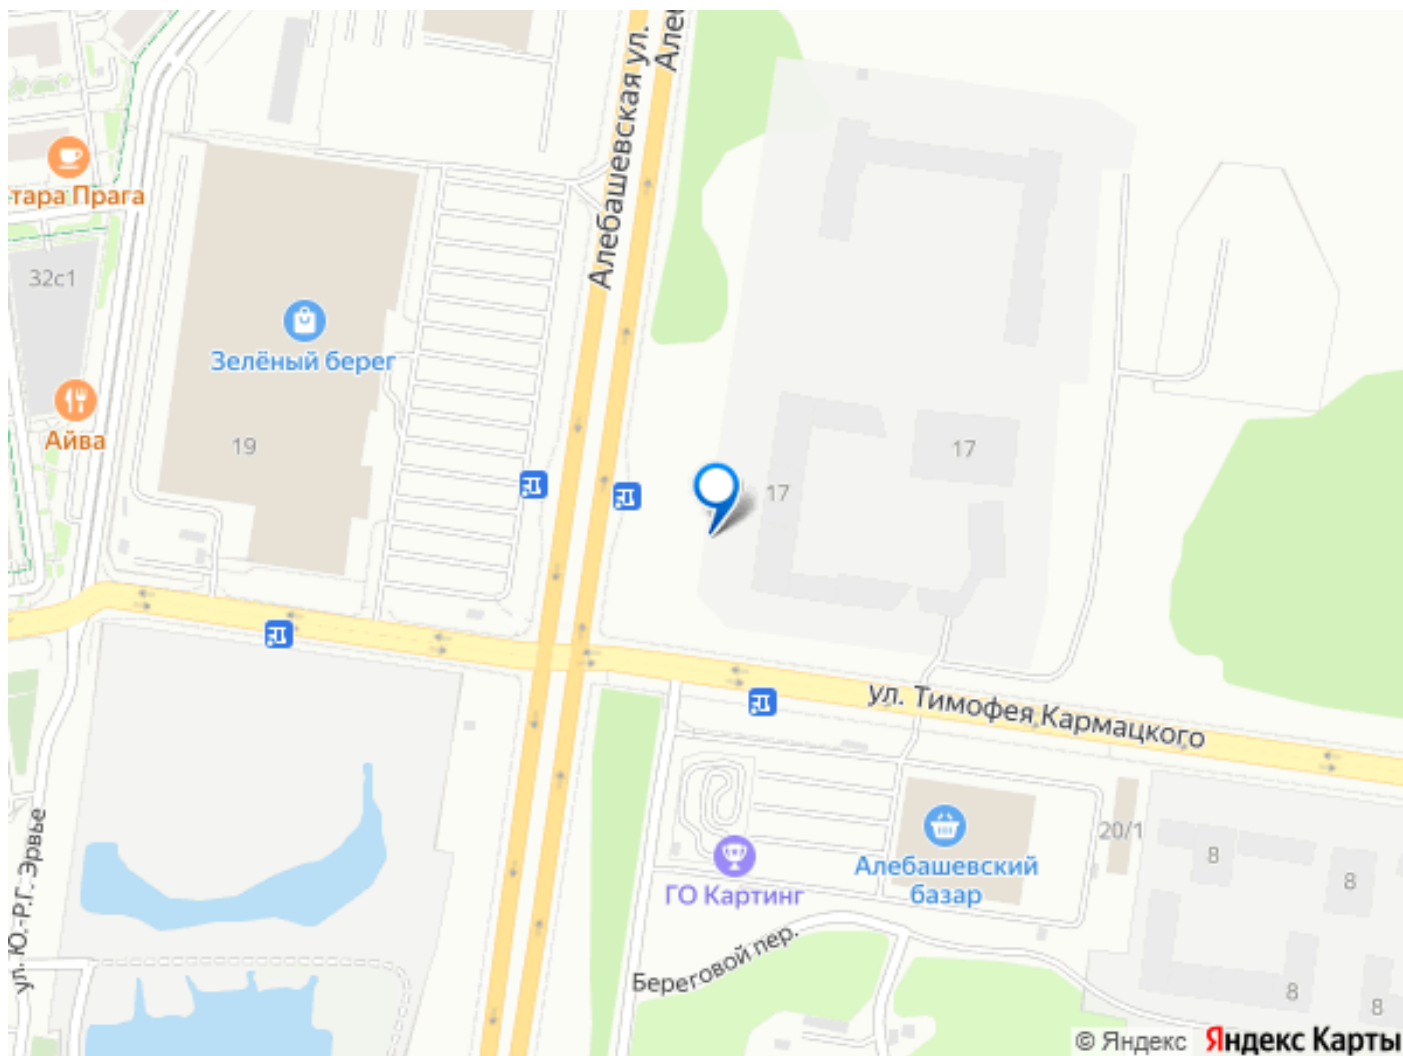 Алебашевская ул.
Але
тара Прага
32с1
Зелёный берег
Айва
19
17
17
ул. Тимофея Кармацкого
20/1
Алебашевский
базар
ГО Картинг
8
8
8
8
ул. Ю.-Р.Г. Эрвье
Береговой пер.
© Яндекс Яндекс Карты